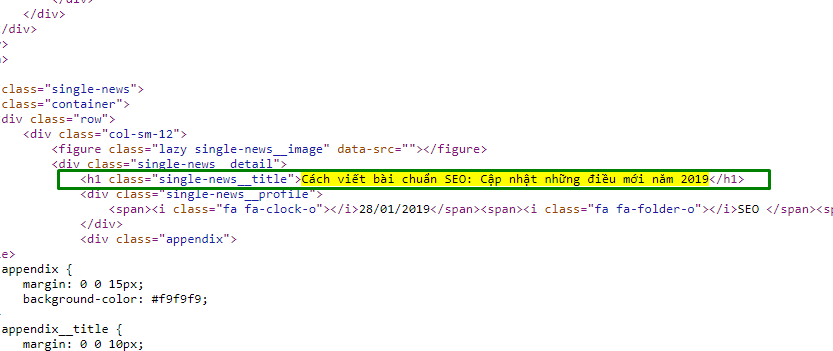 </div>
</div>
>
>
class="single-news">
class="container">
div class="row">
<div class="col-sm-12">
<figure class="lazy single-news__image" data-src=""></figure>
<div class="single-news__detail">
<h1 class="single-news__title">Cách viết bài chuẩn SEO: Cập nhật những điều mới năm 2019</h1>
<div class="single-news__profile">
<span><i class="fa fa-clock-o"></i>28/01/2019</span><span><i class="fa fa-folder-o"></i>SEO </span><sp
</div>
<div class="appendix">
le>
appendix {
margin: 0 0 15px;
background-color: #f9f9f9;
appendix__title {
margin: 0 0 10px;